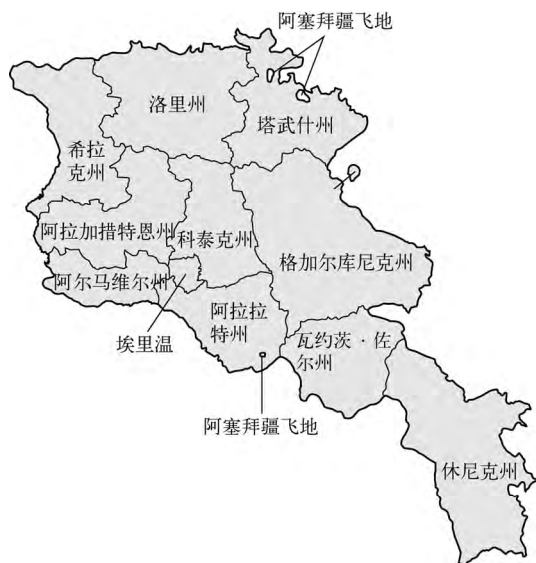 阿塞拜疆飞地
洛里州
塔武什州
希拉
克州
阿拉加措特恩州
科泰克州
格加尔库尼克州
阿尔马维尔州
阿拉拉
特州
埃里温
瓦约茨·佐
尔州
阿塞拜疆飞地
休尼克州